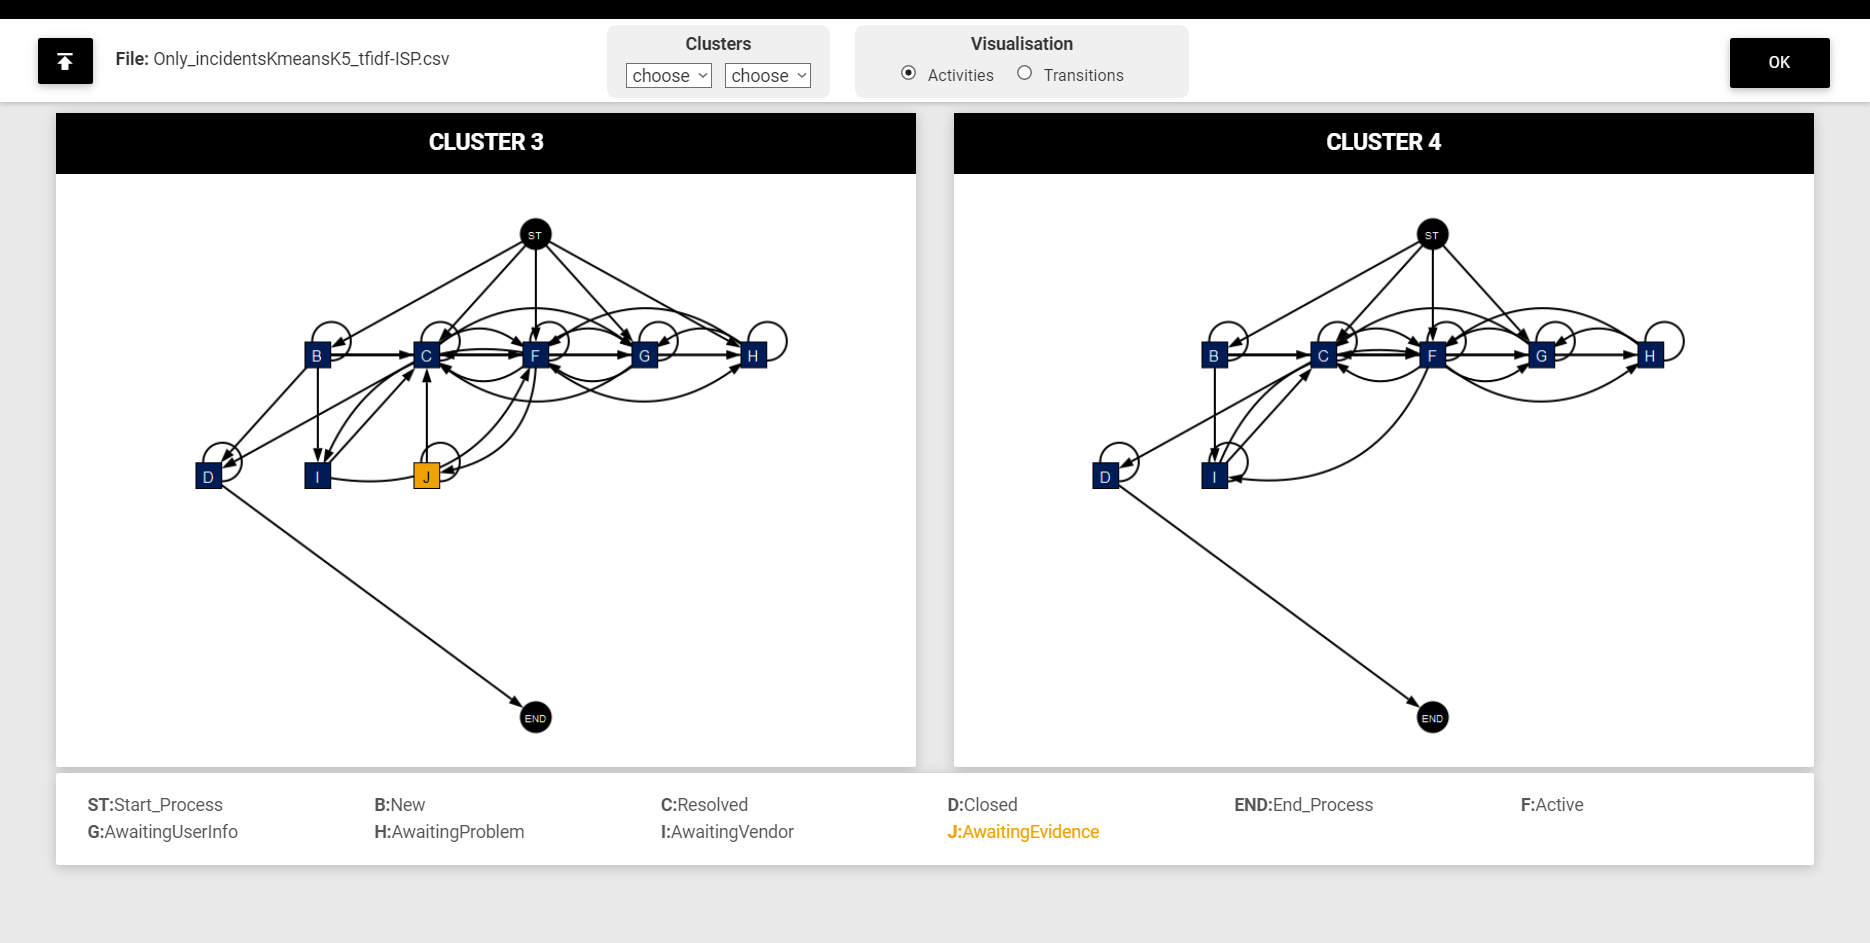 File: Only_incidentsKmeansK5_tfidf-ISP.csv
Clusters
choose choose
Visualisation
Activities Transitions
OK
CLUSTER 3
ST
B C F G H
D I J
END
CLUSTER 4
ST
B C F G H
D I
END
ST:Start_Process B:New C:Resolved D:Closed END:End_Process F:Active
G:AwaitingUserInfo H:AwaitingProblem I:AwaitingVendor J:AwaitingEvidence